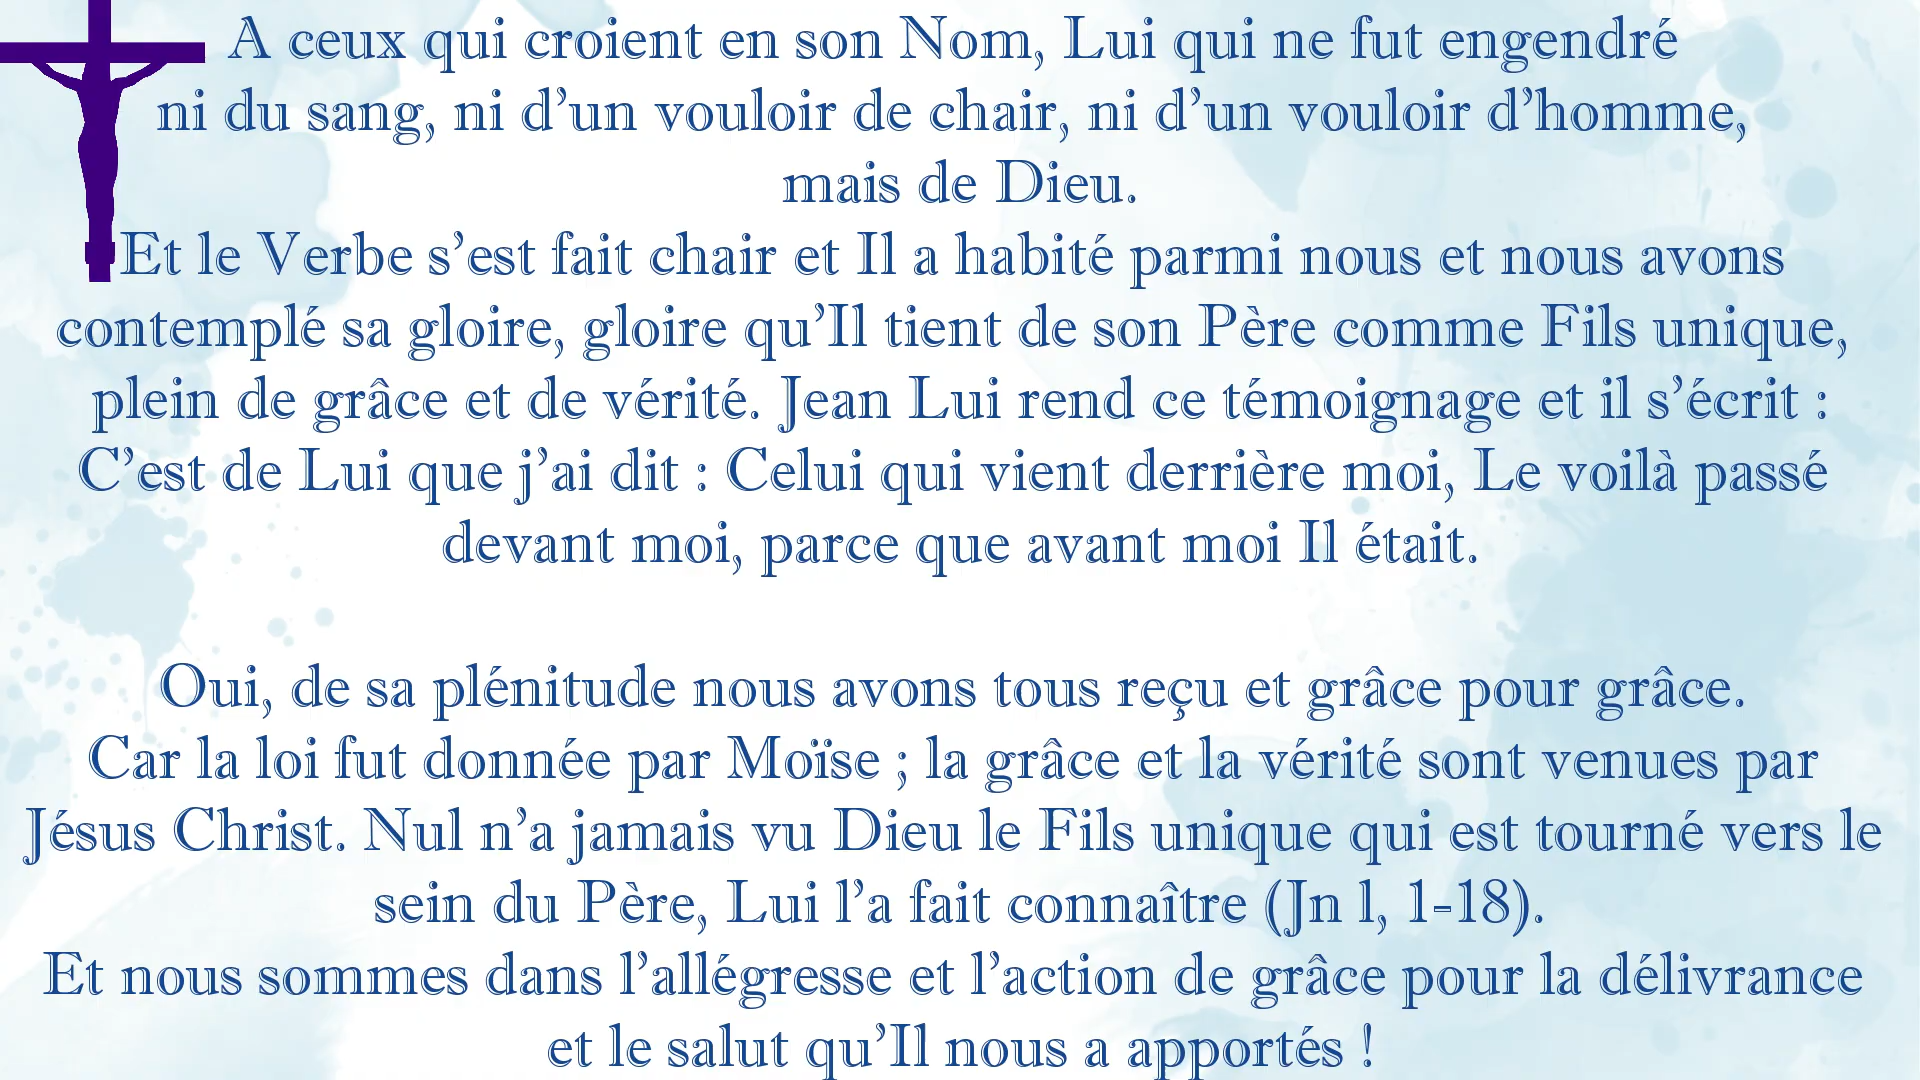 A ceux qui croient en son Nom, Lui qui ne fut engendré
ni du sang, ni d’un vouloir de chair, ni d’un vouloir d’homme,
mais de Dieu.
Et le Verbe s’est fait chair et Il a habité parmi nous et nous avons
contemplé sa gloire, gloire qu’Il tient de son Père comme Fils unique,
plein de grâce et de vérité. Jean Lui rend ce témoignage et il s’écrit :
C’est de Lui que j’ai dit : Celui qui vient derrière moi, Le voilà passé
devant moi, parce que avant moi Il était.
Oui, de sa plénitude nous avons tous reçu et grâce pour grâce.
Car la loi fut donnée par Moïse ; la grâce et la vérité sont venues par
Jésus Christ. Nul n’a jamais vu Dieu le Fils unique qui est tourné vers le
sein du Père, Lui l’a fait connaître (Jn l, 1-18).
Et nous sommes dans l’allégresse et l’action de grâce pour la délivrance
et le salut qu’Il nous a apportés !